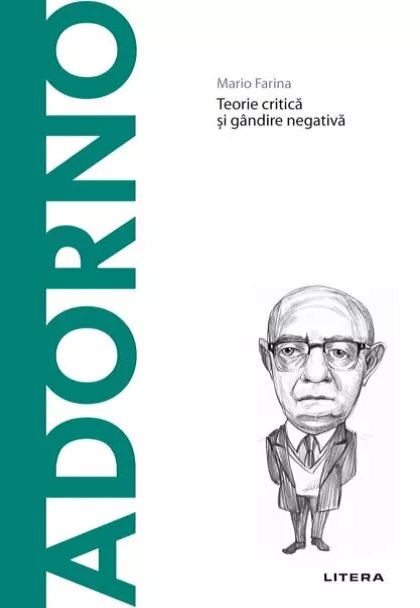 ADORNO
Mario Farina
Teorie critică
și gândire negativă
LITERA